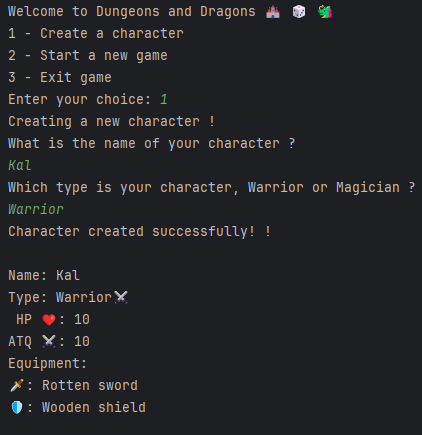 Welcome to Dungeons and Dragons 🏰 🎲 🐉
1 - Create a character
2 - Start a new game
3 - Exit game
Enter your choice: 1
Creating a new character !
What is the name of your character ?
Kal
Which type is your character, Warrior or Magician ?
Warrior
Character created successfully! !
Name: Kal
Type: Warrior⚔️
HP ❤️: 10
ATQ ⚔️: 10
Equipment:
🗡️: Rotten sword
🛡️: Wooden shield